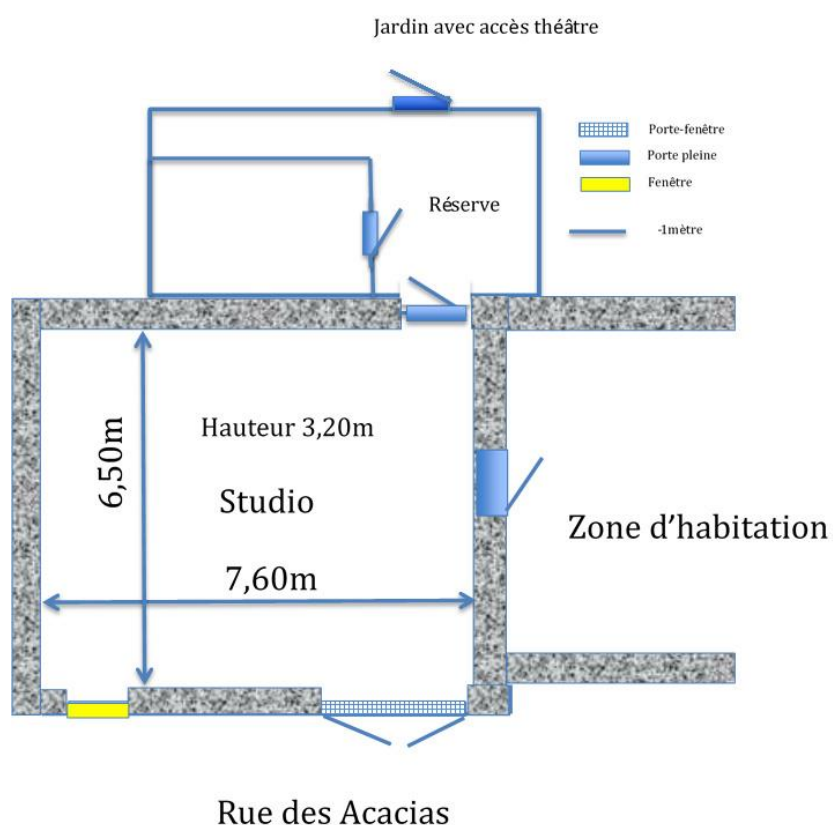 Jardin avec accès théâtre
Porte-fenêtre
Porte pleine
Fenêtre
Réserve
-1mètre
Hauteur 3,20m
6,50m
Studio
Zone d'habitation
7,60m
Rue des Acacias